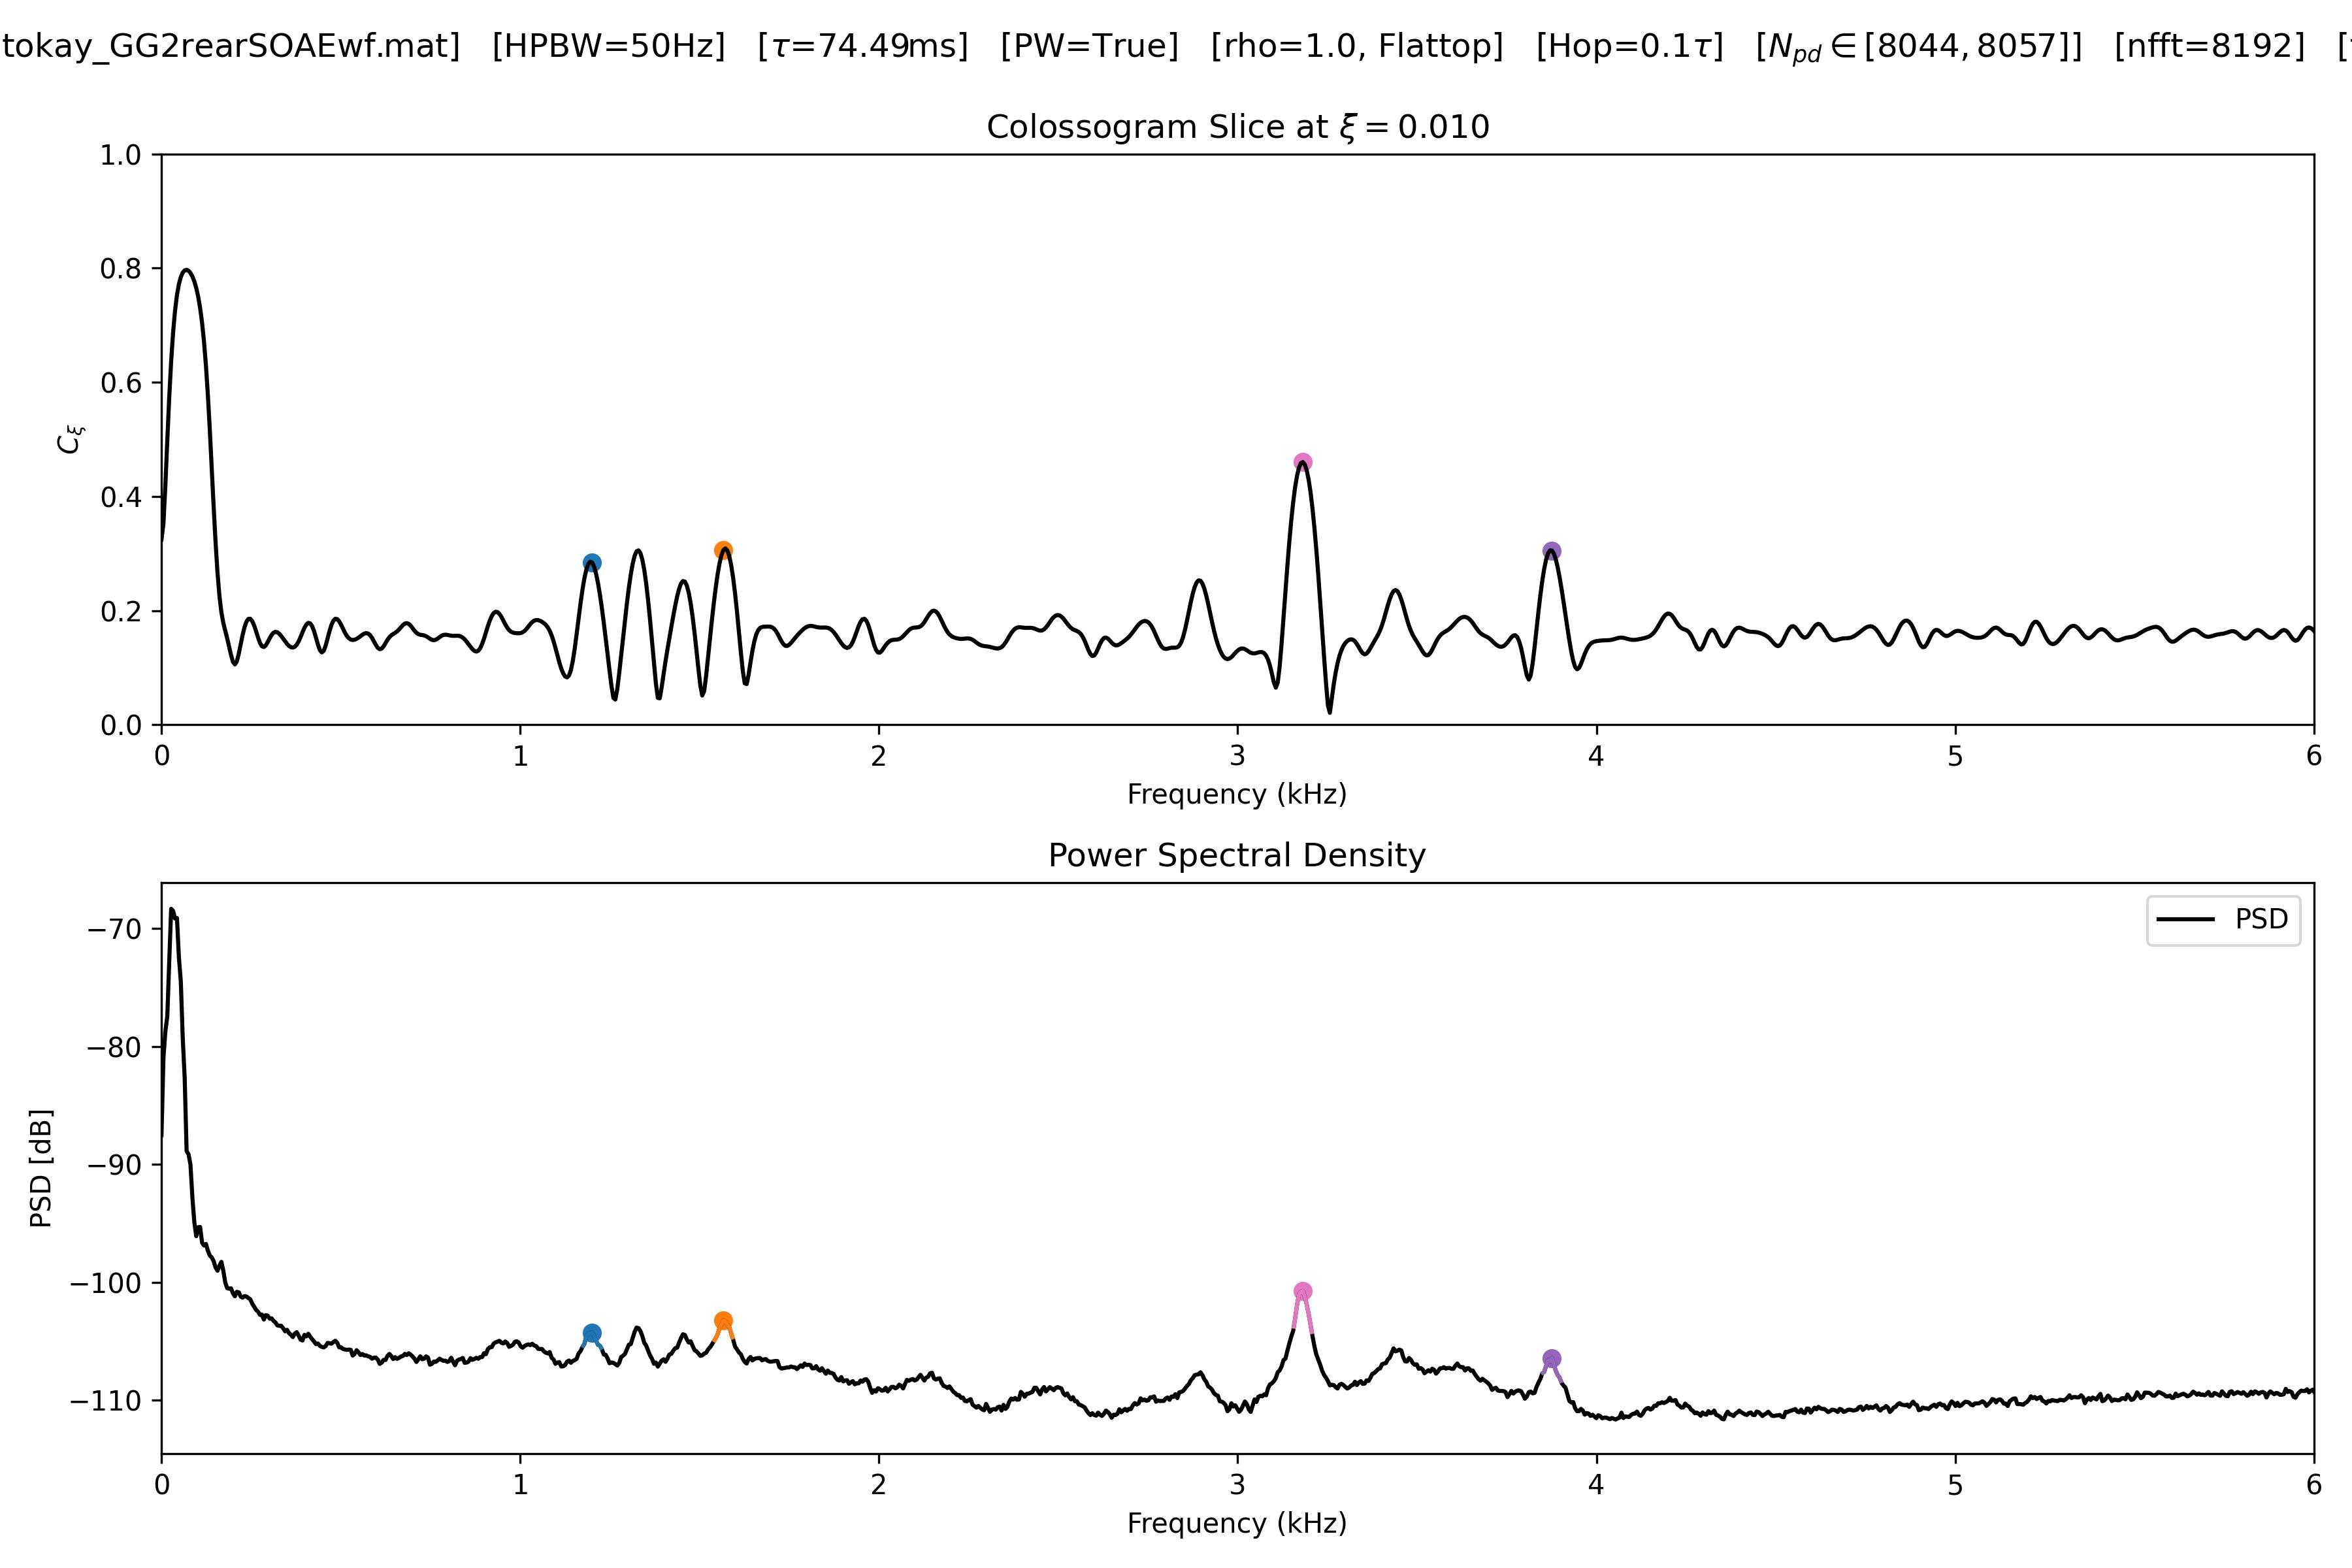 tokay_GG2rearSOAEwf.mat] [HPBW=50Hz] [τ=74.49ms] [PW=True] [rho=1.0, Flattop] [Hop=0.1τ] [N_pd ∈ [8044, 8057]] [nfft=8192] [
Colossogram Slice at ξ = 0.010
1.0
0.8
0.6
0.4
0.2
0.0
C_ξ
0 1 2 3 4 5 6
Frequency (kHz)
Power Spectral Density
PSD
−70
−80
−90
−100
−110
PSD [dB]
0 1 2 3 4 5 6
Frequency (kHz)